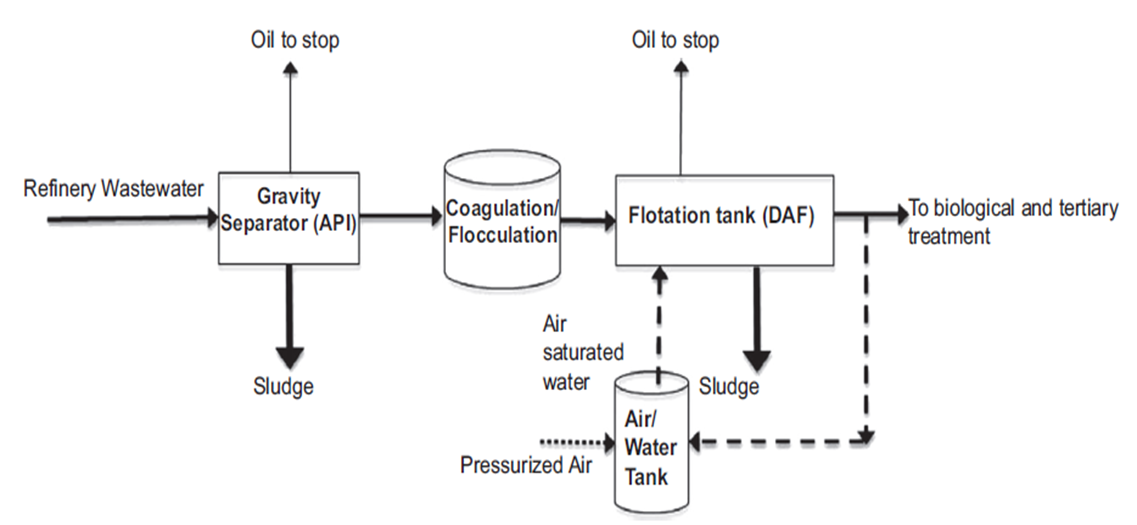 Oil to stop
Oil to stop
Refinery Wastewater
Gravity
Separator (API)
Coagulation/
Flocculation
Flotation tank (DAF)
To biological and tertiary
treatment
Air
saturated
water
Sludge
Sludge
Air/
Water
Tank
Pressurized Air